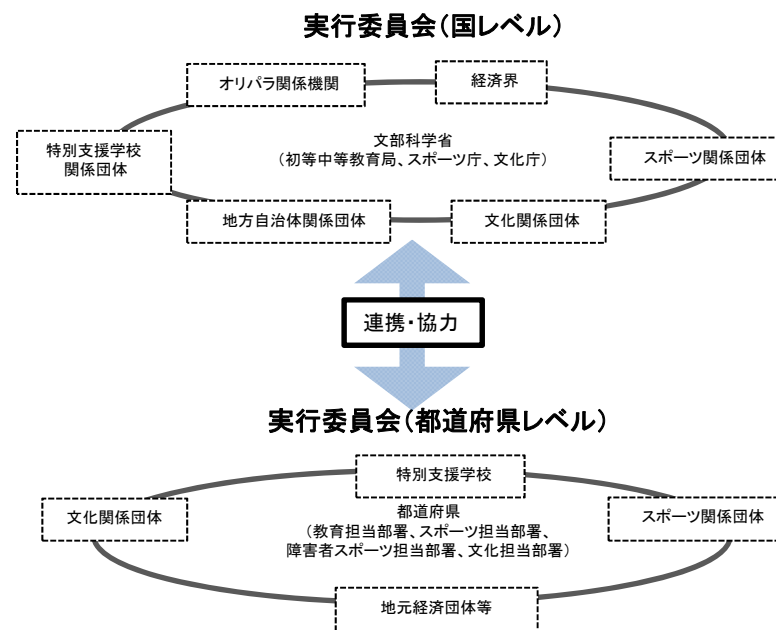 実行委員会(国レベル)
オリパラ関係機関
経済界
特別支援学校
関係団体
文部科学省
(初等中等教育局、スポーツ庁、文化庁)
スポーツ関係団体
地方自治体関係団体
文化関係団体
連携・協力
実行委員会(都道府県レベル)
特別支援学校
文化関係団体
都道府県
(教育担当部署、スポーツ担当部署、
障害者スポーツ担当部署、文化担当部署)
スポーツ関係団体
地元経済団体等